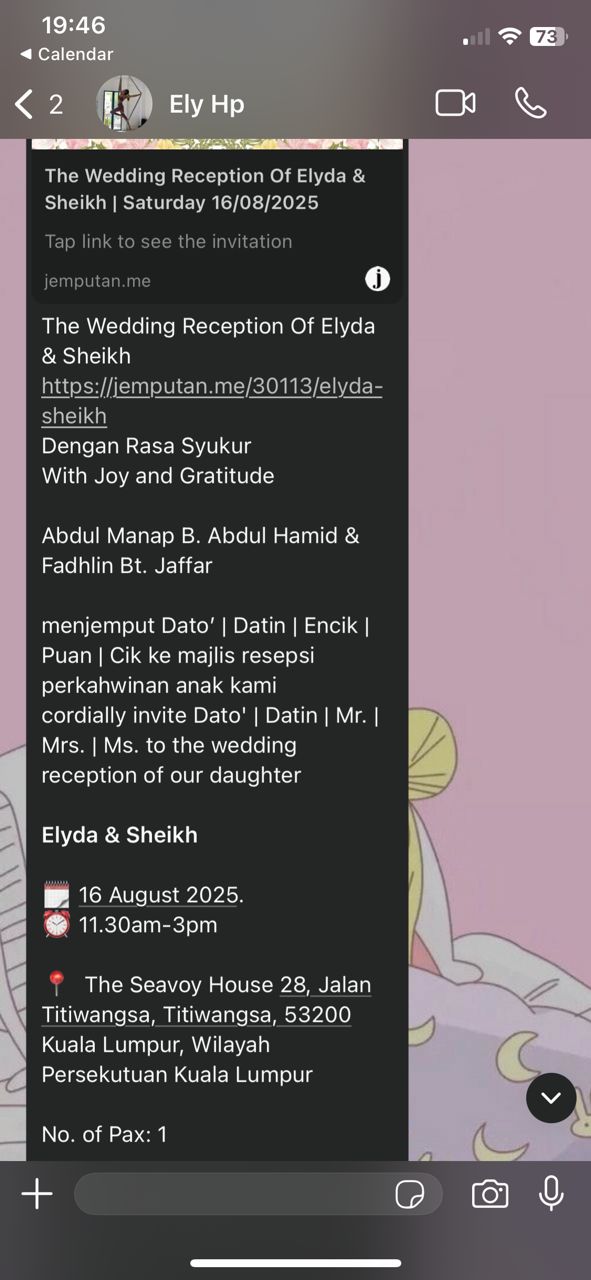 19:46
73
◀ Calendar
2
Ely Hp
The Wedding Reception Of Elyda &
Sheikh | Saturday 16/08/2025
Tap link to see the invitation
jemputan.me
j
The Wedding Reception Of Elyda
& Sheikh
https://jemputan.me/30113/elyda-
sheikh
Dengan Rasa Syukur
With Joy and Gratitude
Abdul Manap B. Abdul Hamid &
Fadhlin Bt. Jaffar
menjemput Dato’ | Datin | Encik |
Puan | Cik ke majlis resepsi
perkahwinan anak kami
cordially invite Dato' | Datin | Mr. |
Mrs. | Ms. to the wedding
reception of our daughter
Elyda & Sheikh
16 August 2025.
11.30am-3pm
The Seavoy House 28, Jalan
Titiwangsa, Titiwangsa, 53200
Kuala Lumpur, Wilayah
Persekutuan Kuala Lumpur
No. of Pax: 1